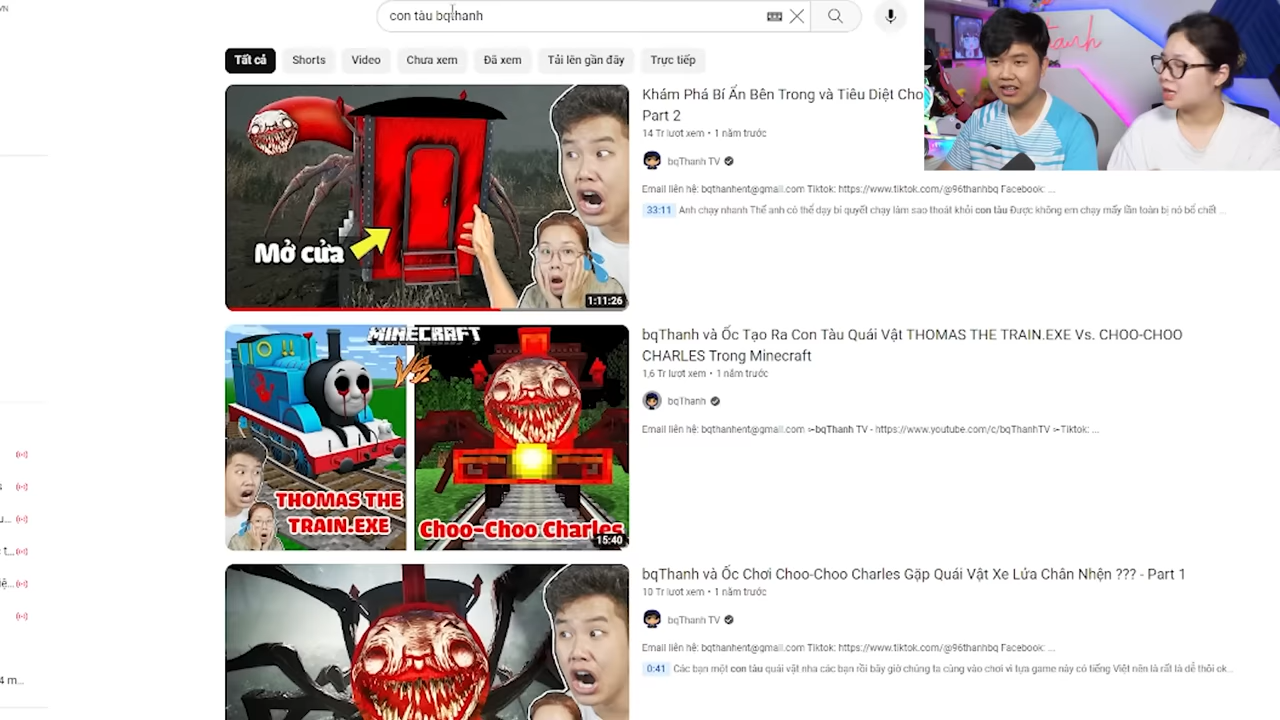 VN
con tàu bqthanh
Tất cả
Shorts
Video
Chưa xem
Đã xem
Tải lên gần đây
Trực tiếp
Mở cửa
1:11:26
Khám Phá Bí Ẩn Bên Trong và Tiêu Diệt Cho
Part 2
14 Tr lượt xem • 1 năm trước
bqThanh TV
Email liên hệ: bqthanhent@gmail.com Tiktok: https://www.tiktok.com/@96thanhbq Facebook: ...
33:11 Anh chạy nhanh Thế anh có thể dạy bí quyết chạy làm sao thoát khỏi con tàu Được không em chạy mấy lần toàn bị nó bổ chết ...
MINECRAFT
VS
THOMAS THE
TRAIN.EXE
Choo-Choo Charles
15:40
bqThanh và Ốc Tạo Ra Con Tàu Quái Vật THOMAS THE TRAIN.EXE Vs. CHOO-CHOO
CHARLES Trong Minecraft
1,6 Tr lượt xem • 1 năm trước
bqThanh
Email liên hệ: bqthanhent@gmail.com ➢bqThanh TV - https://www.youtube.com/c/bqThanhTV ➢Tiktok: ...
bqThanh và Ốc Chơi Choo-Choo Charles Gặp Quái Vật Xe Lửa Chân Nhện ??? - Part 1
10 Tr lượt xem • 1 năm trước
bqThanh TV
Email liên hệ: bqthanhent@gmail.com Tiktok: https://www.tiktok.com/@96thanhbq Facebook: ...
0:41 Các bạn một con tàu quái vật nha các bạn rồi bây giờ chúng ta cùng vào chơi vì tựa game này có tiếng Việt nên là rất là dễ thôi ok...
4 m...